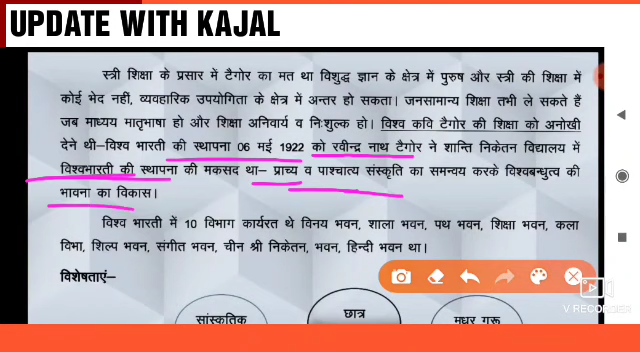 UPDATE WITH KAJAL
स्त्री शिक्षा के प्रसार में टैगोर का मत था विशुद्ध ज्ञान के क्षेत्र में पुरुष और स्त्री की शिक्षा में
कोई भेद नहीं, व्यवहारिक उपयोगिता के क्षेत्र में अन्तर हो सकता। जनसामान्य शिक्षा तभी ले सकते हैं
जब माध्यय मातृभाषा हो और शिक्षा अनिवार्य व निःशुल्क हो। विश्व कवि टैगोर की शिक्षा को अनोखी
देने थी–विश्व भारती की स्थापना 06 मई 1922 को रवीन्द्र नाथ टैगोर ने शान्ति निकेतन विद्यालय में
विश्वभारती की स्थापना की मकसद था– प्राच्य व पाश्चात्य संस्कृति का समन्वय करके विश्वबन्धुत्व की
भावना का विकास।
विश्व भारती में 10 विभाग कार्यरत थे विनय भवन, शाला भवन, पथ भवन, शिक्षा भवन, कला
विभा, शिल्प भवन, संगीत भवन, चीन श्री निकेतन, भवन, हिन्दी भवन था।
विशेषताएं–
सांस्कृतिक
छात्र
मधुर गुरू
V RECORDER